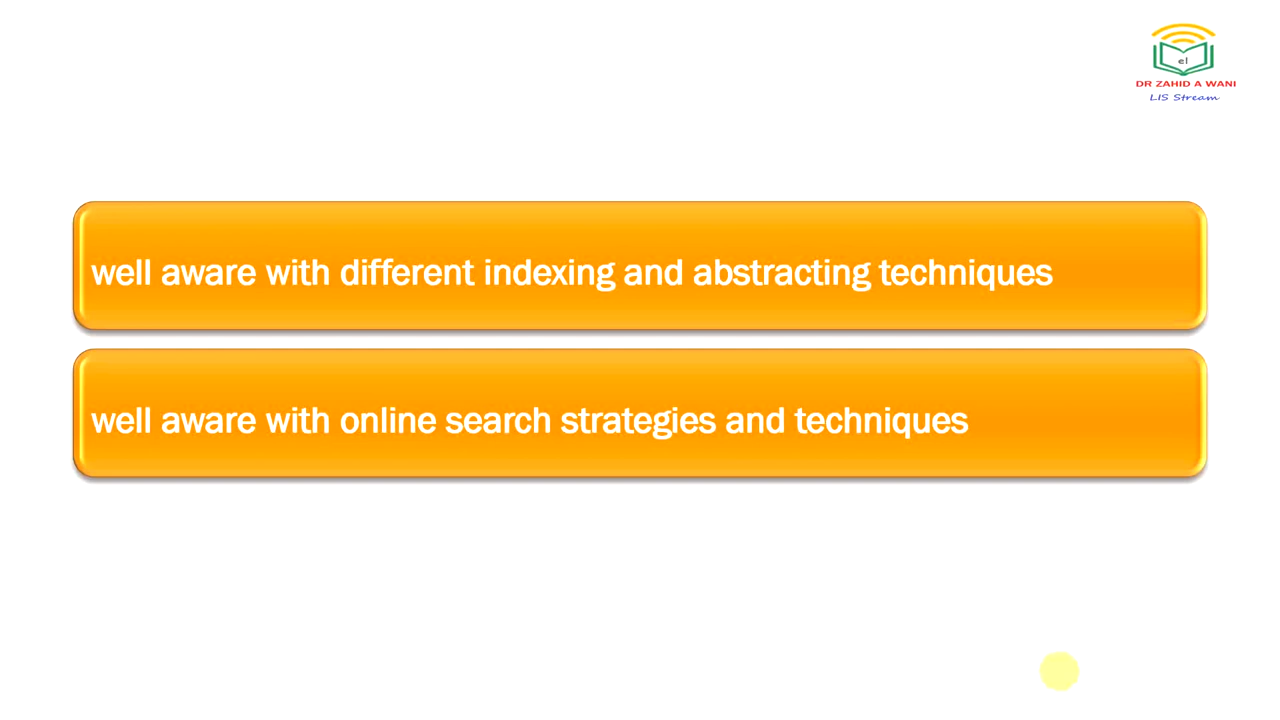 el
DR ZAHID A WANI
LIS Stream
well aware with different indexing and abstracting techniques
well aware with online search strategies and techniques